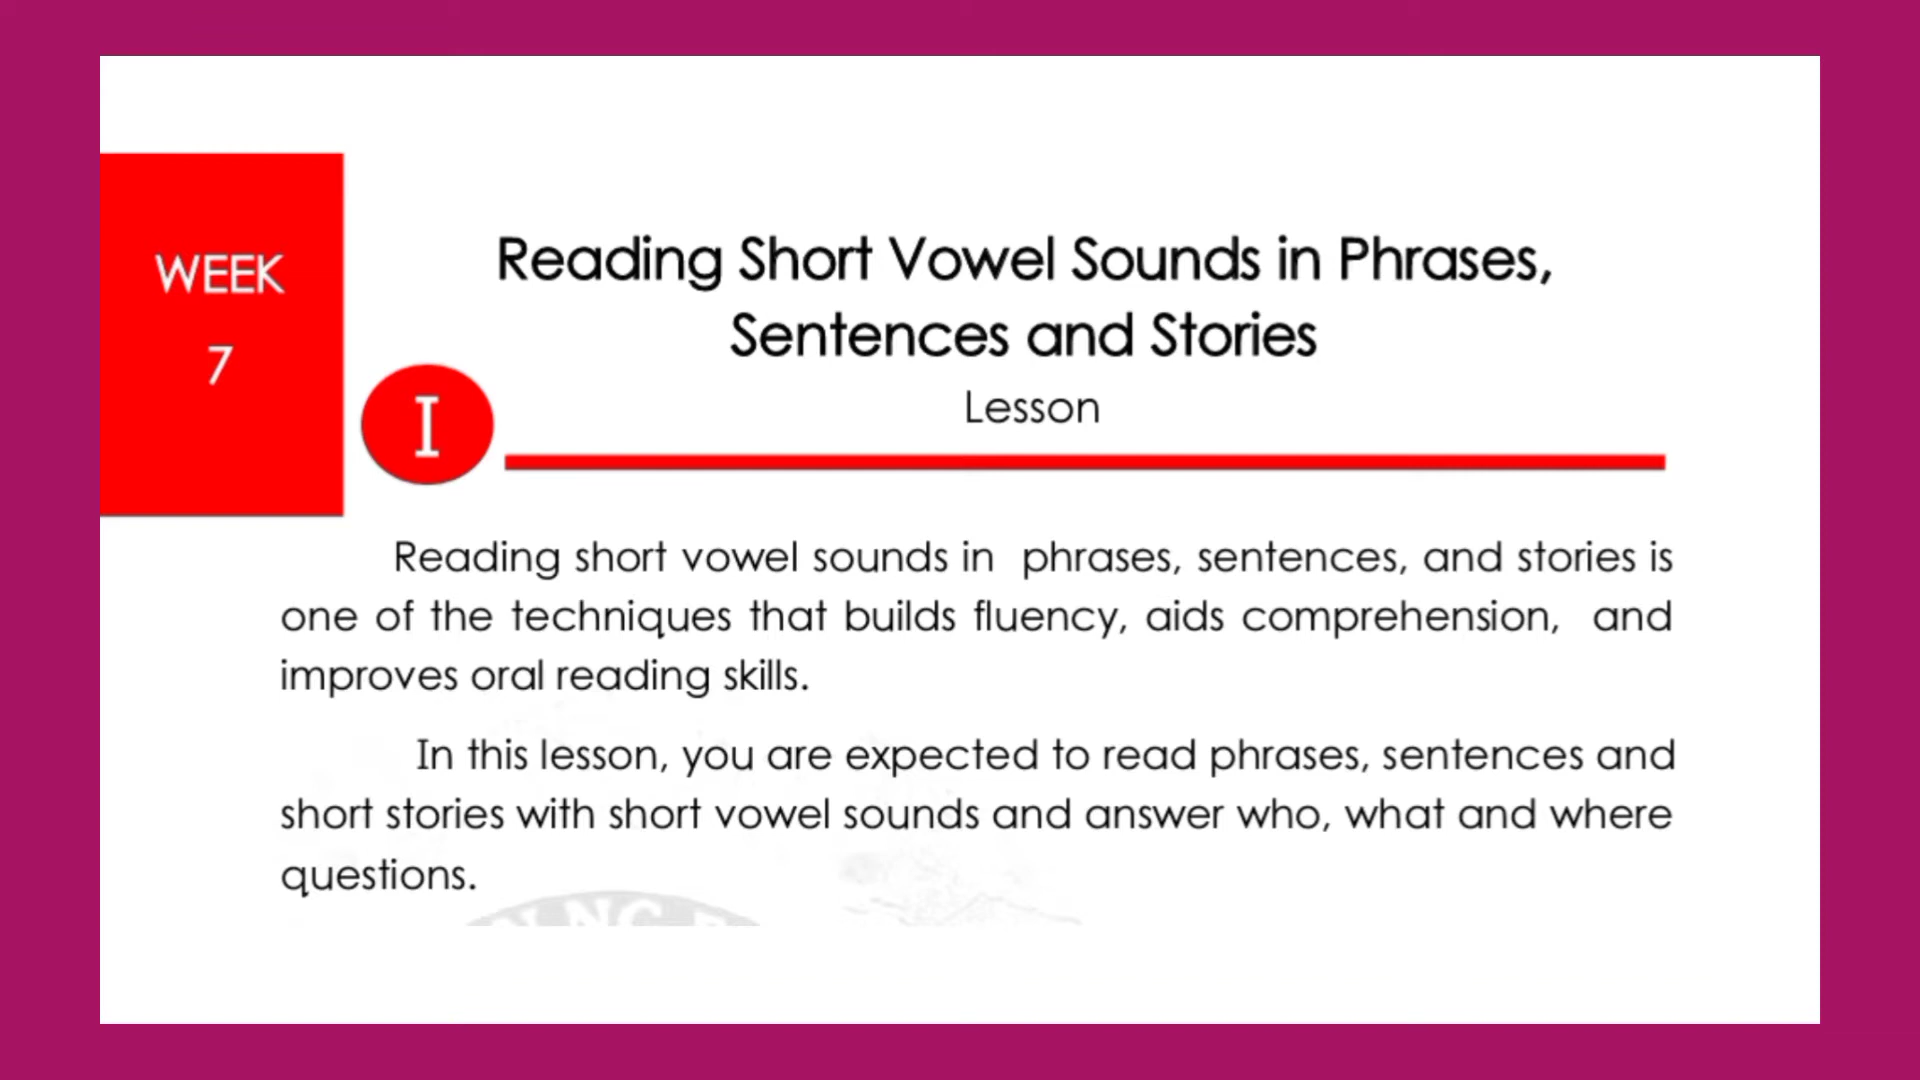 WEEK
7
I
Reading Short Vowel Sounds in Phrases,
Sentences and Stories
Lesson
Reading short vowel sounds in phrases, sentences, and stories is
one of the techniques that builds fluency, aids comprehension, and
improves oral reading skills.
In this lesson, you are expected to read phrases, sentences and
short stories with short vowel sounds and answer who, what and where
questions.